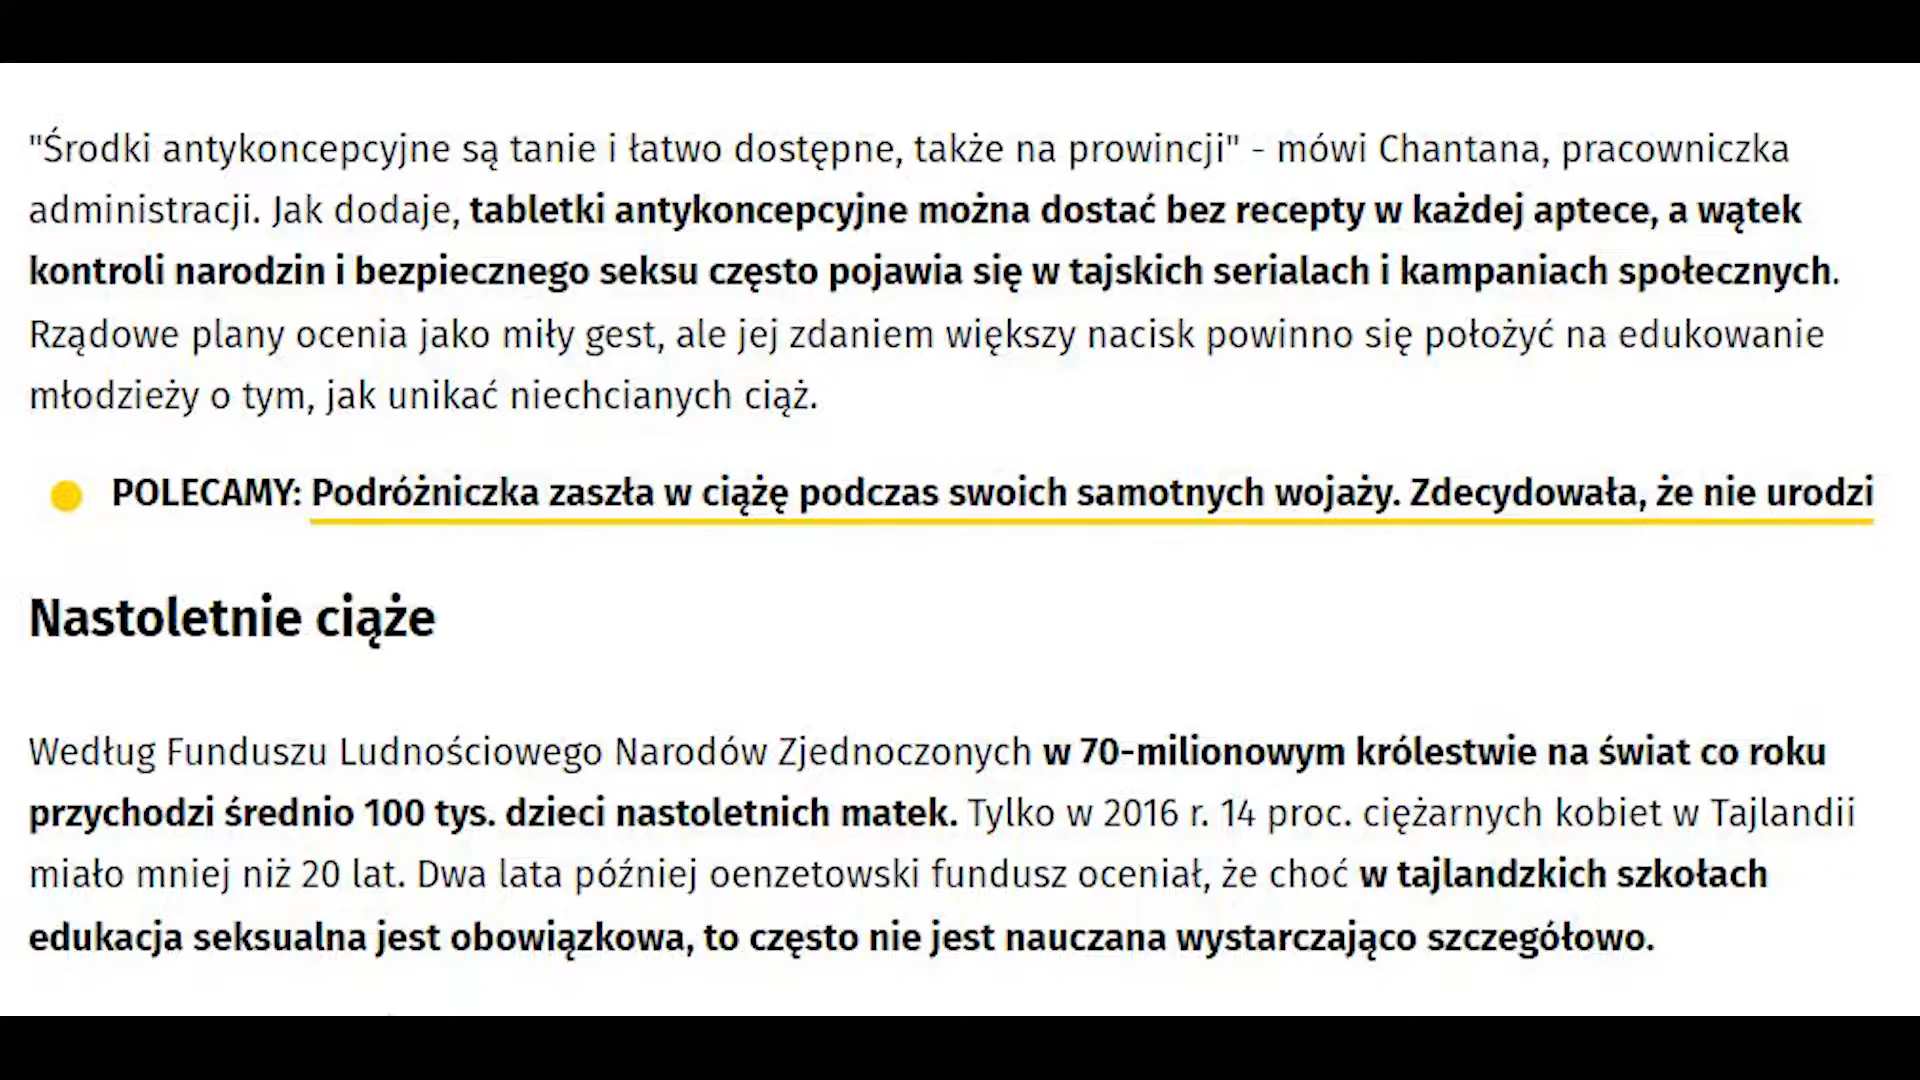 "Środki antykoncepcyjne są tanie i łatwo dostępne, także na prowincji" - mówi Chantana, pracowniczka
administracji. Jak dodaje, tabletki antykoncepcyjne można dostać bez recepty w każdej aptece, a wątek
kontroli narodzin i bezpiecznego seksu często pojawia się w tajskich serialach i kampaniach społecznych.
Rządowe plany ocenia jako miły gest, ale jej zdaniem większy nacisk powinno się położyć na edukowanie
młodzieży o tym, jak unikać niechcianych ciąż.
POLECAMY: Podróżniczka zaszła w ciążę podczas swoich samotnych wojaży. Zdecydowała, że nie urodzi
Nastoletnie ciąże
Według Funduszu Ludnościowego Narodów Zjednoczonych w 70-milionowym królestwie na świat co roku
przychodzi średnio 100 tys. dzieci nastoletnich matek. Tylko w 2016 r. 14 proc. ciężarnych kobiet w Tajlandii
miało mniej niż 20 lat. Dwa lata później oenzetowski fundusz oceniał, że choć w tajlandzkich szkołach
edukacja seksualna jest obowiązkowa, to często nie jest nauczana wystarczająco szczegółowo.